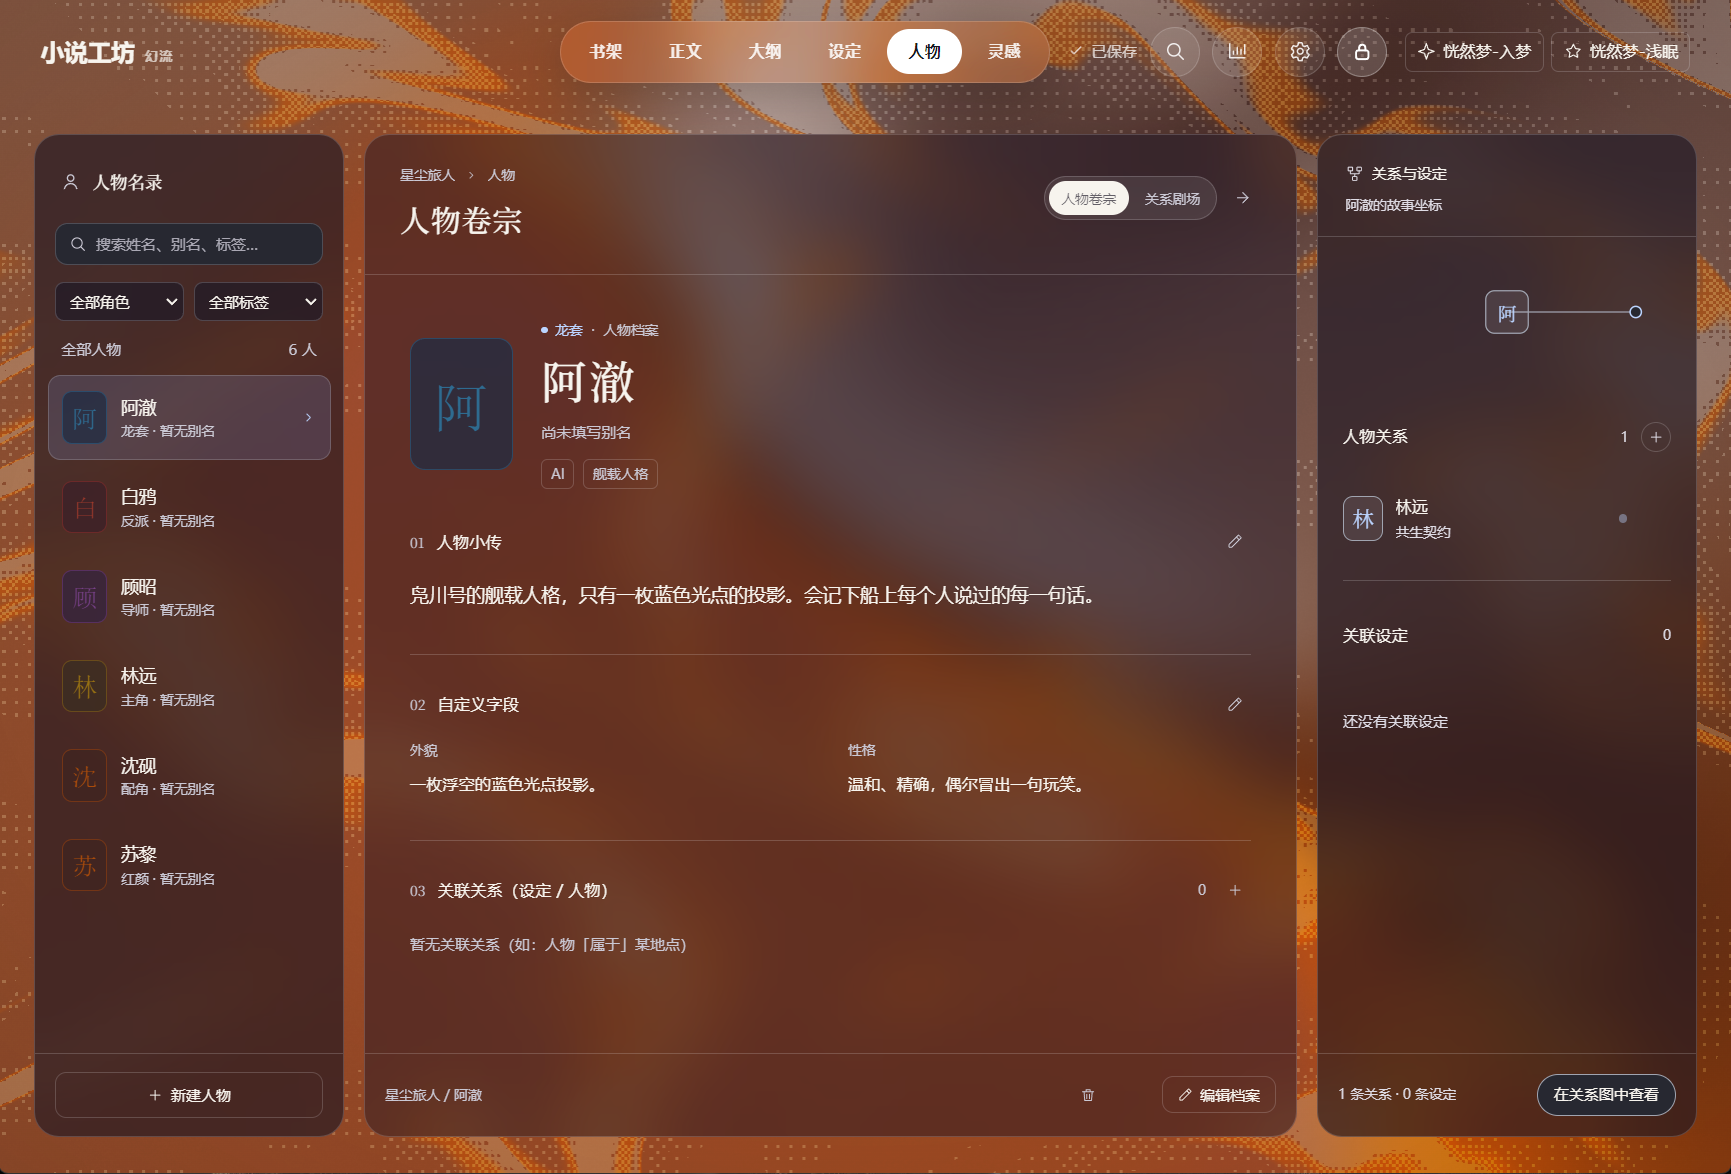 小说工坊 幻流
书架 正文 大纲 设定 人物 灵感
已保存
恍然梦-入梦
恍然梦-浅眠
人物名录
搜索姓名、别名、标签...
全部角色 全部标签
全部人物 6 人
阿 阿澈
龙套 · 暂无别名
白 白鸦
反派 · 暂无别名
顾 顾昭
导师 · 暂无别名
林 林远
主角 · 暂无别名
沈 沈砚
配角 · 暂无别名
苏 苏黎
红颜 · 暂无别名
+ 新建人物
星尘旅人 > 人物
人物卷宗
人物卷宗 关系剧场
阿
龙套 · 人物档案
阿澈
尚未填写别名
AI 舰载人格
01 人物小传
凫川号的舰载人格，只有一枚蓝色光点的投影。会记下船上每个人说过的每一句话。
02 自定义字段
外貌
一枚浮空的蓝色光点投影。
性格
温和、精确，偶尔冒出一句玩笑。
03 关联关系（设定 / 人物） 0 +
暂无关联关系（如：人物「属于」某地点）
星尘旅人 / 阿澈
编辑档案
关系与设定
阿澈的故事坐标
阿
人物关系 1 +
林 林远
共生契约
关联设定 0
还没有关联设定
1 条关系 · 0 条设定
在关系图中查看